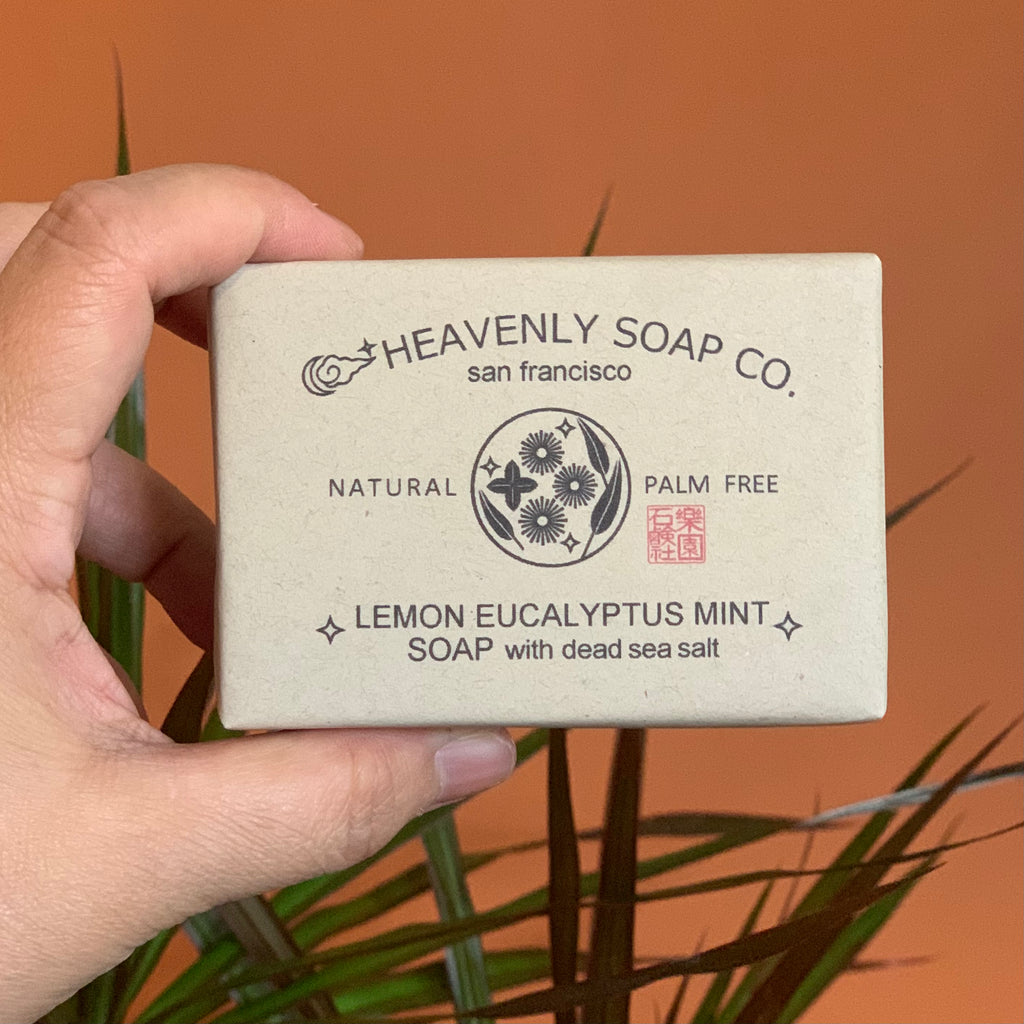 HEAVENLY SOAP CO.
san francisco
NATURAL
PALM FREE
樂園
石鹸社
LEMON EUCALYPTUS MINT
SOAP with dead sea salt